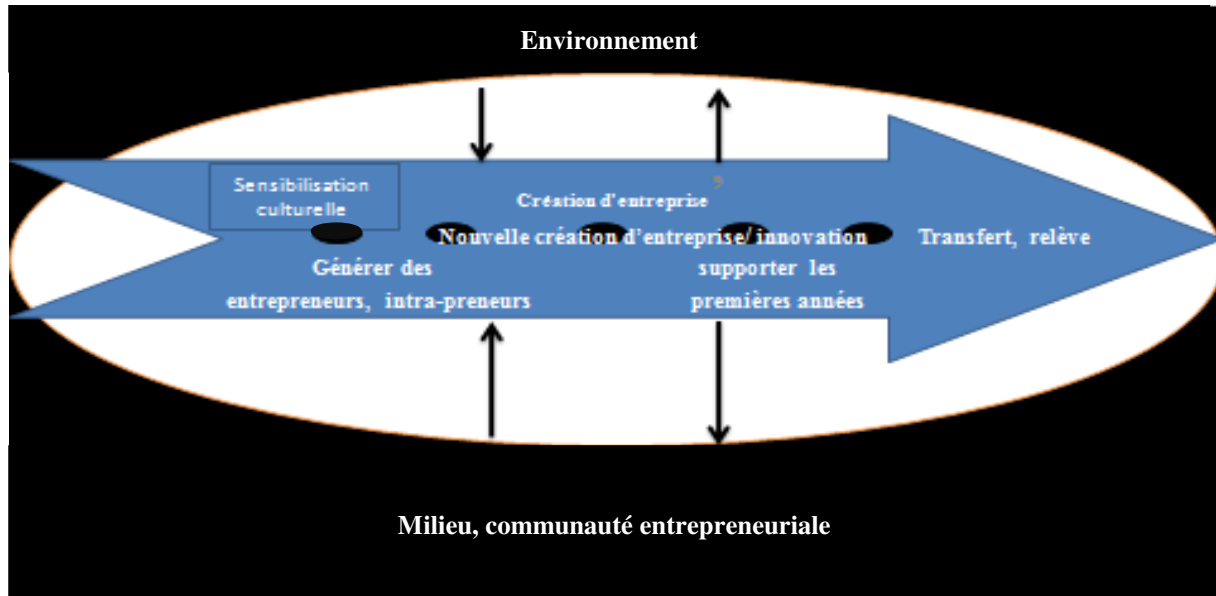 Environnement
Sensibilisation
culturelle
Création d'entreprise
Nouvelle création d'entreprise/ innovation
Transfert, relève
Générer des
entrepreneurs, intra-preneurs
supporter les
premières années
Milieu, communauté entrepreneuriale